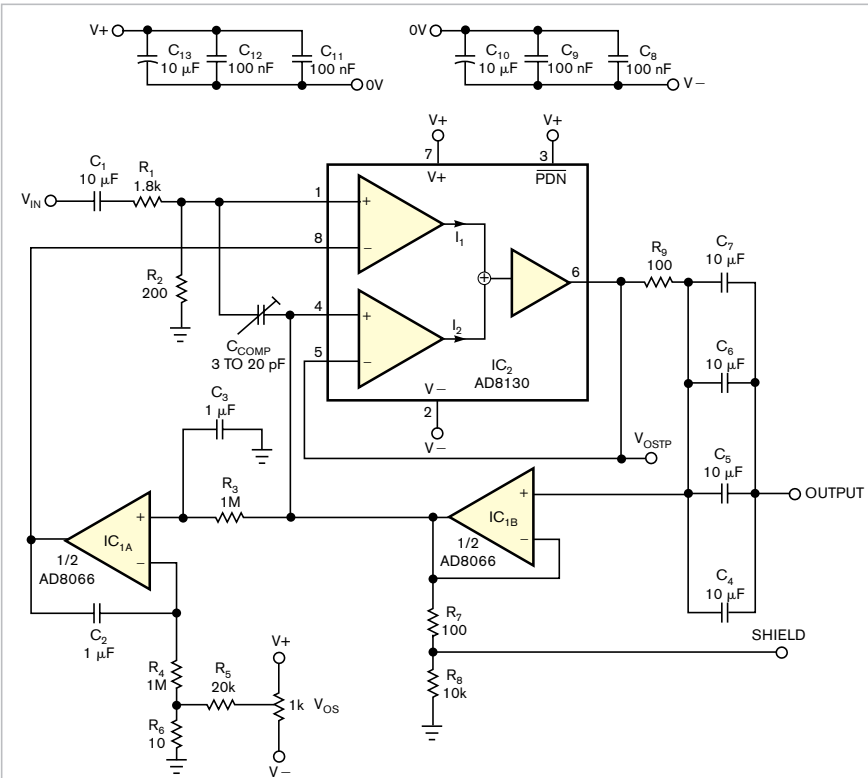 V+
C13
10 µF
C12
100 nF
C11
100 nF
0V
0V
C10
10 µF
C9
100 nF
C8
100 nF
V−
V+
7
V+
V+
3
PDN
VIN
C1
10 µF
R1
1.8k
1
+
8
−
I1
R2
200
CCOMP
3 TO 20 pF
4
+
5
−
I2
6
IC2
AD8130
V−
2
V−
R9
100
C7
10 µF
C6
10 µF
C5
10 µF
C4
10 µF
VOSTP
OUTPUT
C3
1 µF
R3
1M
+
−
IC1A
1/2
AD8066
+
−
IC1B
1/2
AD8066
C2
1 µF
R4
1M
R5
20k
R6
10
V+
1k
VOS
V−
R7
100
R8
10k
SHIELD